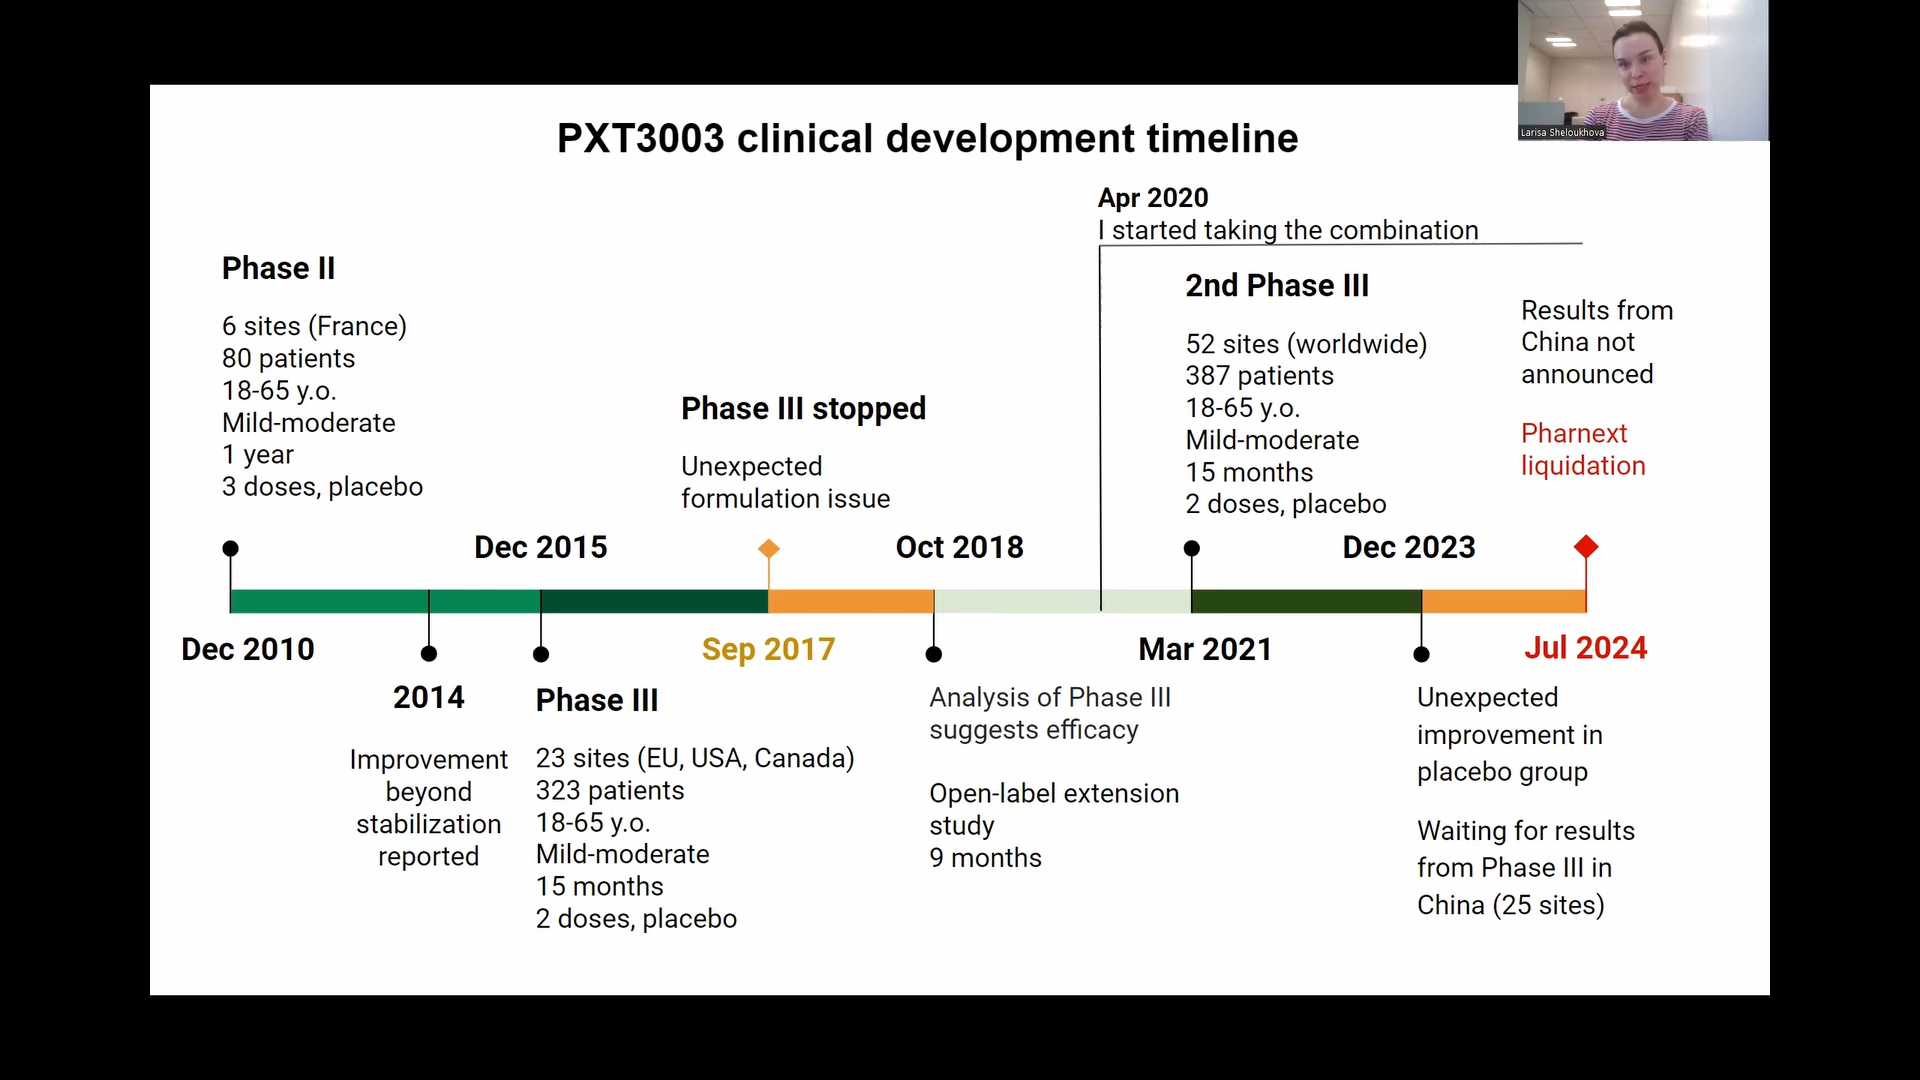 PXT3003 clinical development timeline
Larisa Sheloukhova
Apr 2020
I started taking the combination
Phase II
6 sites (France)
80 patients
18-65 y.o.
Mild-moderate
1 year
3 doses, placebo
Phase III stopped
Unexpected
formulation issue
2nd Phase III
52 sites (worldwide)
387 patients
18-65 y.o.
Mild-moderate
15 months
2 doses, placebo
Results from
China not
announced
Pharnext
liquidation
Dec 2015
Oct 2018
Dec 2023
Dec 2010
Sep 2017
Mar 2021
Jul 2024
2014
Improvement
beyond
stabilization
reported
Phase III
23 sites (EU, USA, Canada)
323 patients
18-65 y.o.
Mild-moderate
15 months
2 doses, placebo
Analysis of Phase III
suggests efficacy
Open-label extension
study
9 months
Unexpected
improvement in
placebo group
Waiting for results
from Phase III in
China (25 sites)